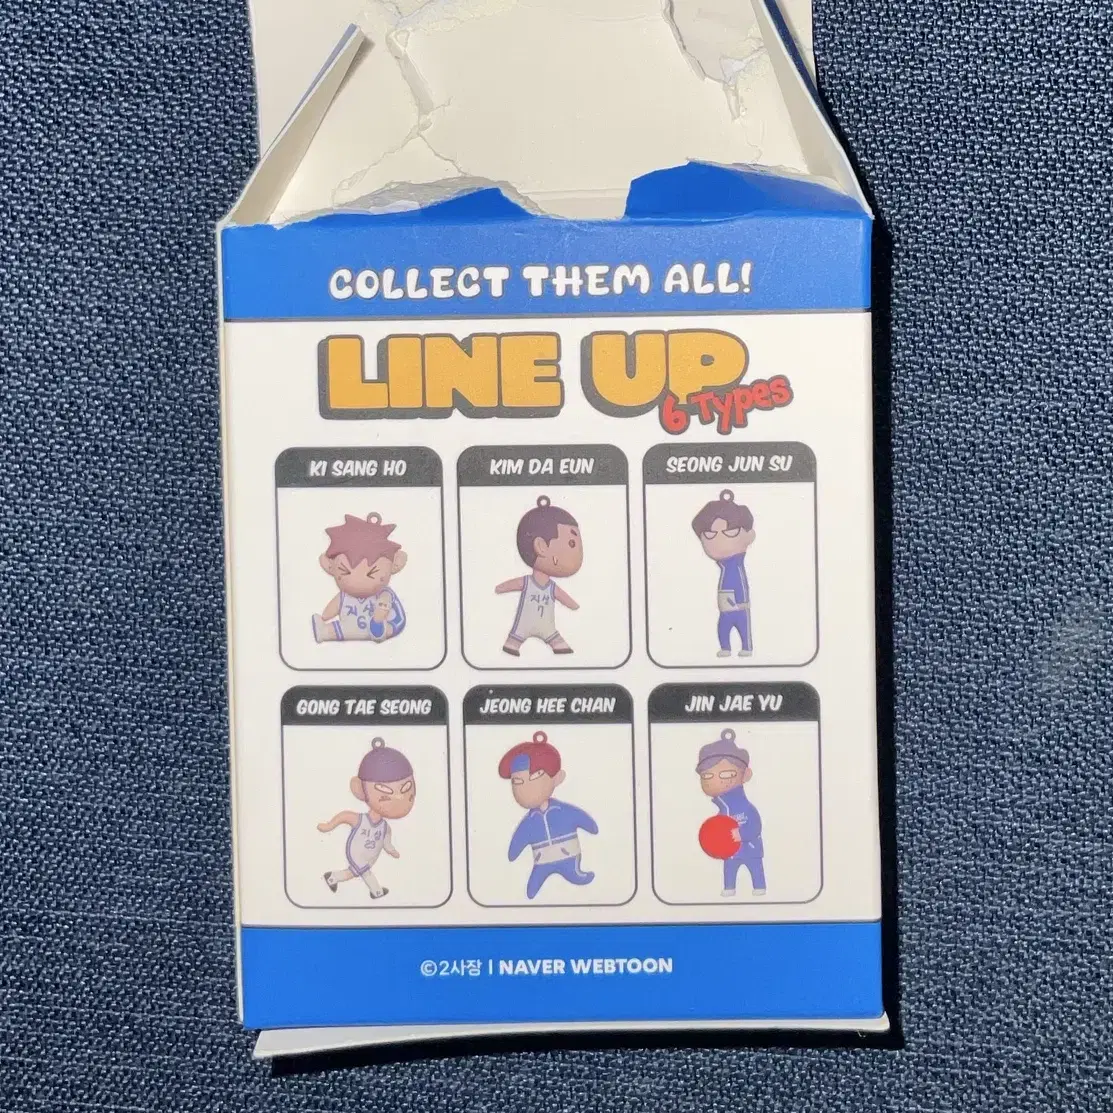 COLLECT THEM ALL!
LINE UP
6 TYPES
KI SANG HO
KIM DA EUN
SEONG JUN SU
지상
6
지상
7
GONG TAE SEONG
JEONG HEE CHAN
JIN JAE YU
지상
23
©2사장 | NAVER WEBTOON